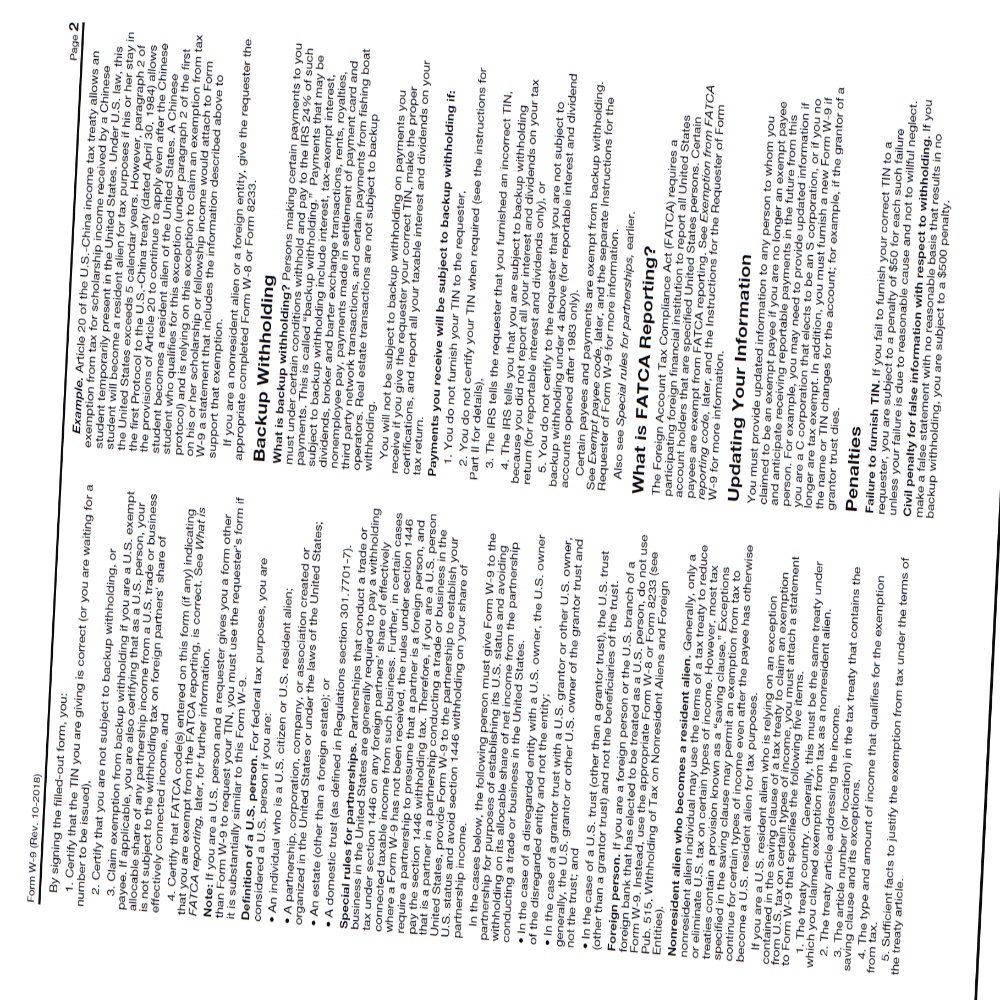 Form W-9 (Rev. 10-2018)
Page 2
By signing the filled-out form, you:
1. Certify that the TIN you are giving is correct (or you are waiting for a
number to be issued),
2. Certify that you are not subject to backup withholding, or
3. Claim exemption from backup withholding if you are a U.S. exempt
payee. If applicable, you are also certifying that as a U.S. person, your
allocable share of any partnership income from a U.S. trade or business
is not subject to the withholding tax on foreign partners' share of
effectively connected income, and
4. Certify that FATCA code(s) entered on this form (if any) indicating
that you are exempt from the FATCA reporting, is correct. See What is
FATCA reporting, later, for further information.
Note: If you are a U.S. person and a requester gives you a form other
than Form W-9 to request your TIN, you must use the requester's form if
it is substantially similar to this Form W-9.
Definition of a U.S. person. For federal tax purposes, you are
considered a U.S. person if you are:
• An individual who is a U.S. citizen or U.S. resident alien;
• A partnership, corporation, company, or association created or
organized in the United States or under the laws of the United States;
• An estate (other than a foreign estate); or
• A domestic trust (as defined in Regulations section 301.7701-7).
Special rules for partnerships. Partnerships that conduct a trade or
business in the United States are generally required to pay a withholding
tax under section 1446 on any foreign partners' share of effectively
connected taxable income from such business. Further, in certain cases
where a Form W-9 has not been received, the rules under section 1446
require a partnership to presume that a partner is a foreign person, and
pay the section 1446 withholding tax. Therefore, if you are a U.S. person
that is a partner in a partnership conducting a trade or business in the
United States, provide Form W-9 to the partnership to establish your
U.S. status and avoid section 1446 withholding on your share of
partnership income.
In the cases below, the following person must give Form W-9 to the
partnership for purposes of establishing its U.S. status and avoiding
withholding on its allocable share of net income from the partnership
conducting a trade or business in the United States.
• In the case of a disregarded entity with a U.S. owner, the U.S. owner
of the disregarded entity and not the entity;
• In the case of a grantor trust with a U.S. grantor or other U.S. owner,
generally, the U.S. grantor or other U.S. owner of the grantor trust and
not the trust; and
• In the case of a U.S. trust (other than a grantor trust), the U.S. trust
(other than a grantor trust) and not the beneficiaries of the trust.
Foreign person. If you are a foreign person or the U.S. branch of a
foreign bank that has elected to be treated as a U.S. person, do not use
Form W-9. Instead, use the appropriate Form W-8 or Form 8233 (see
Pub. 515, Withholding of Tax on Nonresident Aliens and Foreign
Entities).
Nonresident alien who becomes a resident alien. Generally, only a
nonresident alien individual may use the terms of a tax treaty to reduce
or eliminate U.S. tax on certain types of income. However, most tax
treaties contain a provision known as a "saving clause." Exceptions
specified in the saving clause may permit an exemption from tax to
continue for certain types of income even after the payee has otherwise
become a U.S. resident alien for tax purposes.
If you are a U.S. resident alien who is relying on an exception
contained in the saving clause of a tax treaty to claim an exemption
from U.S. tax on certain types of income, you must attach a statement
to Form W-9 that specifies the following five items.
1. The treaty country. Generally, this must be the same treaty under
which you claimed exemption from tax as a nonresident alien.
2. The treaty article addressing the income.
3. The article number (or location) in the tax treaty that contains the
saving clause and its exceptions.
4. The type and amount of income that qualifies for the exemption
from tax.
5. Sufficient facts to justify the exemption from tax under the terms of
the treaty article.
Example. Article 20 of the U.S.-China income tax treaty allows an
exemption from tax for scholarship income received by a Chinese
student temporarily present in the United States. Under U.S. law, this
student will become a resident alien for tax purposes if his or her stay in
the United States exceeds 5 calendar years. However, paragraph 2 of
the first Protocol to the U.S.-China treaty (dated April 30, 1984) allows
the provisions of Article 20 to continue to apply even after the Chinese
student becomes a resident alien of the United States. A Chinese
student who qualifies for this exception (under paragraph 2 of the first
protocol) and is relying on this exception to claim an exemption from tax
on his or her scholarship or fellowship income would attach to Form
W-9 a statement that includes the information described above to
support that exemption.
If you are a nonresident alien or a foreign entity, give the requester the
appropriate completed Form W-8 or Form 8233.
Backup Withholding
What is backup withholding? Persons making certain payments to you
must under certain conditions withhold and pay to the IRS 24% of such
payments. This is called "backup withholding." Payments that may be
subject to backup withholding include interest, tax-exempt interest,
dividends, broker and barter exchange transactions, rents, royalties,
nonemployee pay, payments made in settlement of payment card and
third party network transactions, and certain payments from fishing boat
operators. Real estate transactions are not subject to backup
withholding.
You will not be subject to backup withholding on payments you
receive if you give the requester your correct TIN, make the proper
certifications, and report all your taxable interest and dividends on your
tax return.
Payments you receive will be subject to backup withholding if:
1. You do not furnish your TIN to the requester,
2. You do not certify your TIN when required (see the instructions for
Part II for details),
3. The IRS tells the requester that you furnished an incorrect TIN,
4. The IRS tells you that you are subject to backup withholding
because you did not report all your interest and dividends on your tax
return (for reportable interest and dividends only), or
5. You do not certify to the requester that you are not subject to
backup withholding under 4 above (for reportable interest and dividend
accounts opened after 1983 only).
Certain payees and payments are exempt from backup withholding.
See Exempt payee code, later, and the separate Instructions for the
Requester of Form W-9 for more information.
Also see Special rules for partnerships, earlier.
What is FATCA Reporting?
The Foreign Account Tax Compliance Act (FATCA) requires a
participating foreign financial institution to report all United States
account holders that are specified United States persons. Certain
payees are exempt from FATCA reporting. See Exemption from FATCA
reporting code, later, and the Instructions for the Requester of Form
W-9 for more information.
Updating Your Information
You must provide updated information to any person to whom you
claimed to be an exempt payee if you are no longer an exempt payee
and anticipate receiving reportable payments in the future from this
person. For example, you may need to provide updated information if
you are a C corporation that elects to be an S corporation, or if you no
longer are tax exempt. In addition, you must furnish a new Form W-9 if
the name or TIN changes for the account; for example, if the grantor of a
grantor trust dies.
Penalties
Failure to furnish TIN. If you fail to furnish your correct TIN to a
requester, you are subject to a penalty of $50 for each such failure
unless your failure is due to reasonable cause and not to willful neglect.
Civil penalty for false information with respect to withholding. If you
make a false statement with no reasonable basis that results in no
backup withholding, you are subject to a $500 penalty.